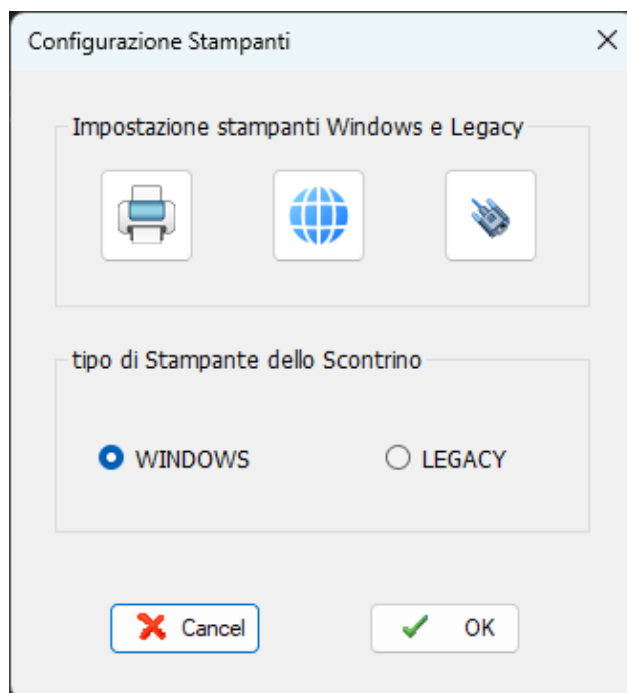 Configurazione Stampanti
Impostazione stampanti Windows e Legacy
tipo di Stampante dello Scontrino
WINDOWS LEGACY
Cancel OK